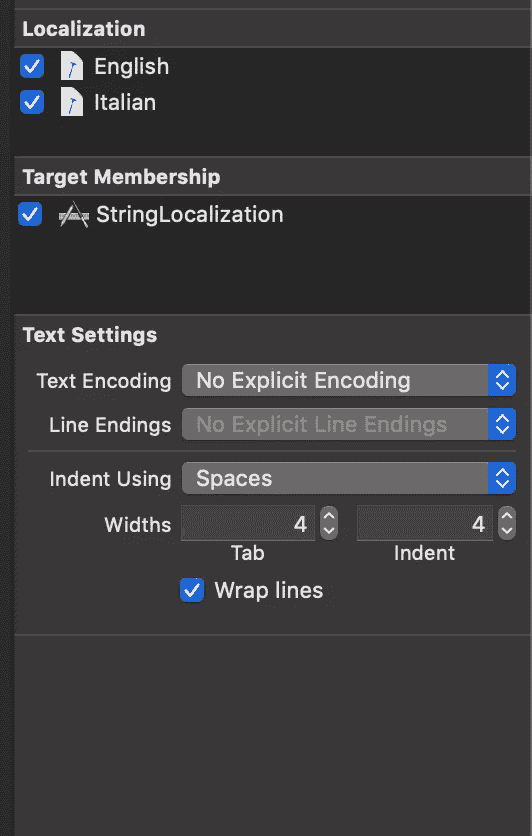 Localization
English
Italian
Target Membership
StringLocalization
Text Settings
Text Encoding No Explicit Encoding
Line Endings No Explicit Line Endings
Indent Using Spaces
Widths 4 4
Tab Indent
Wrap lines